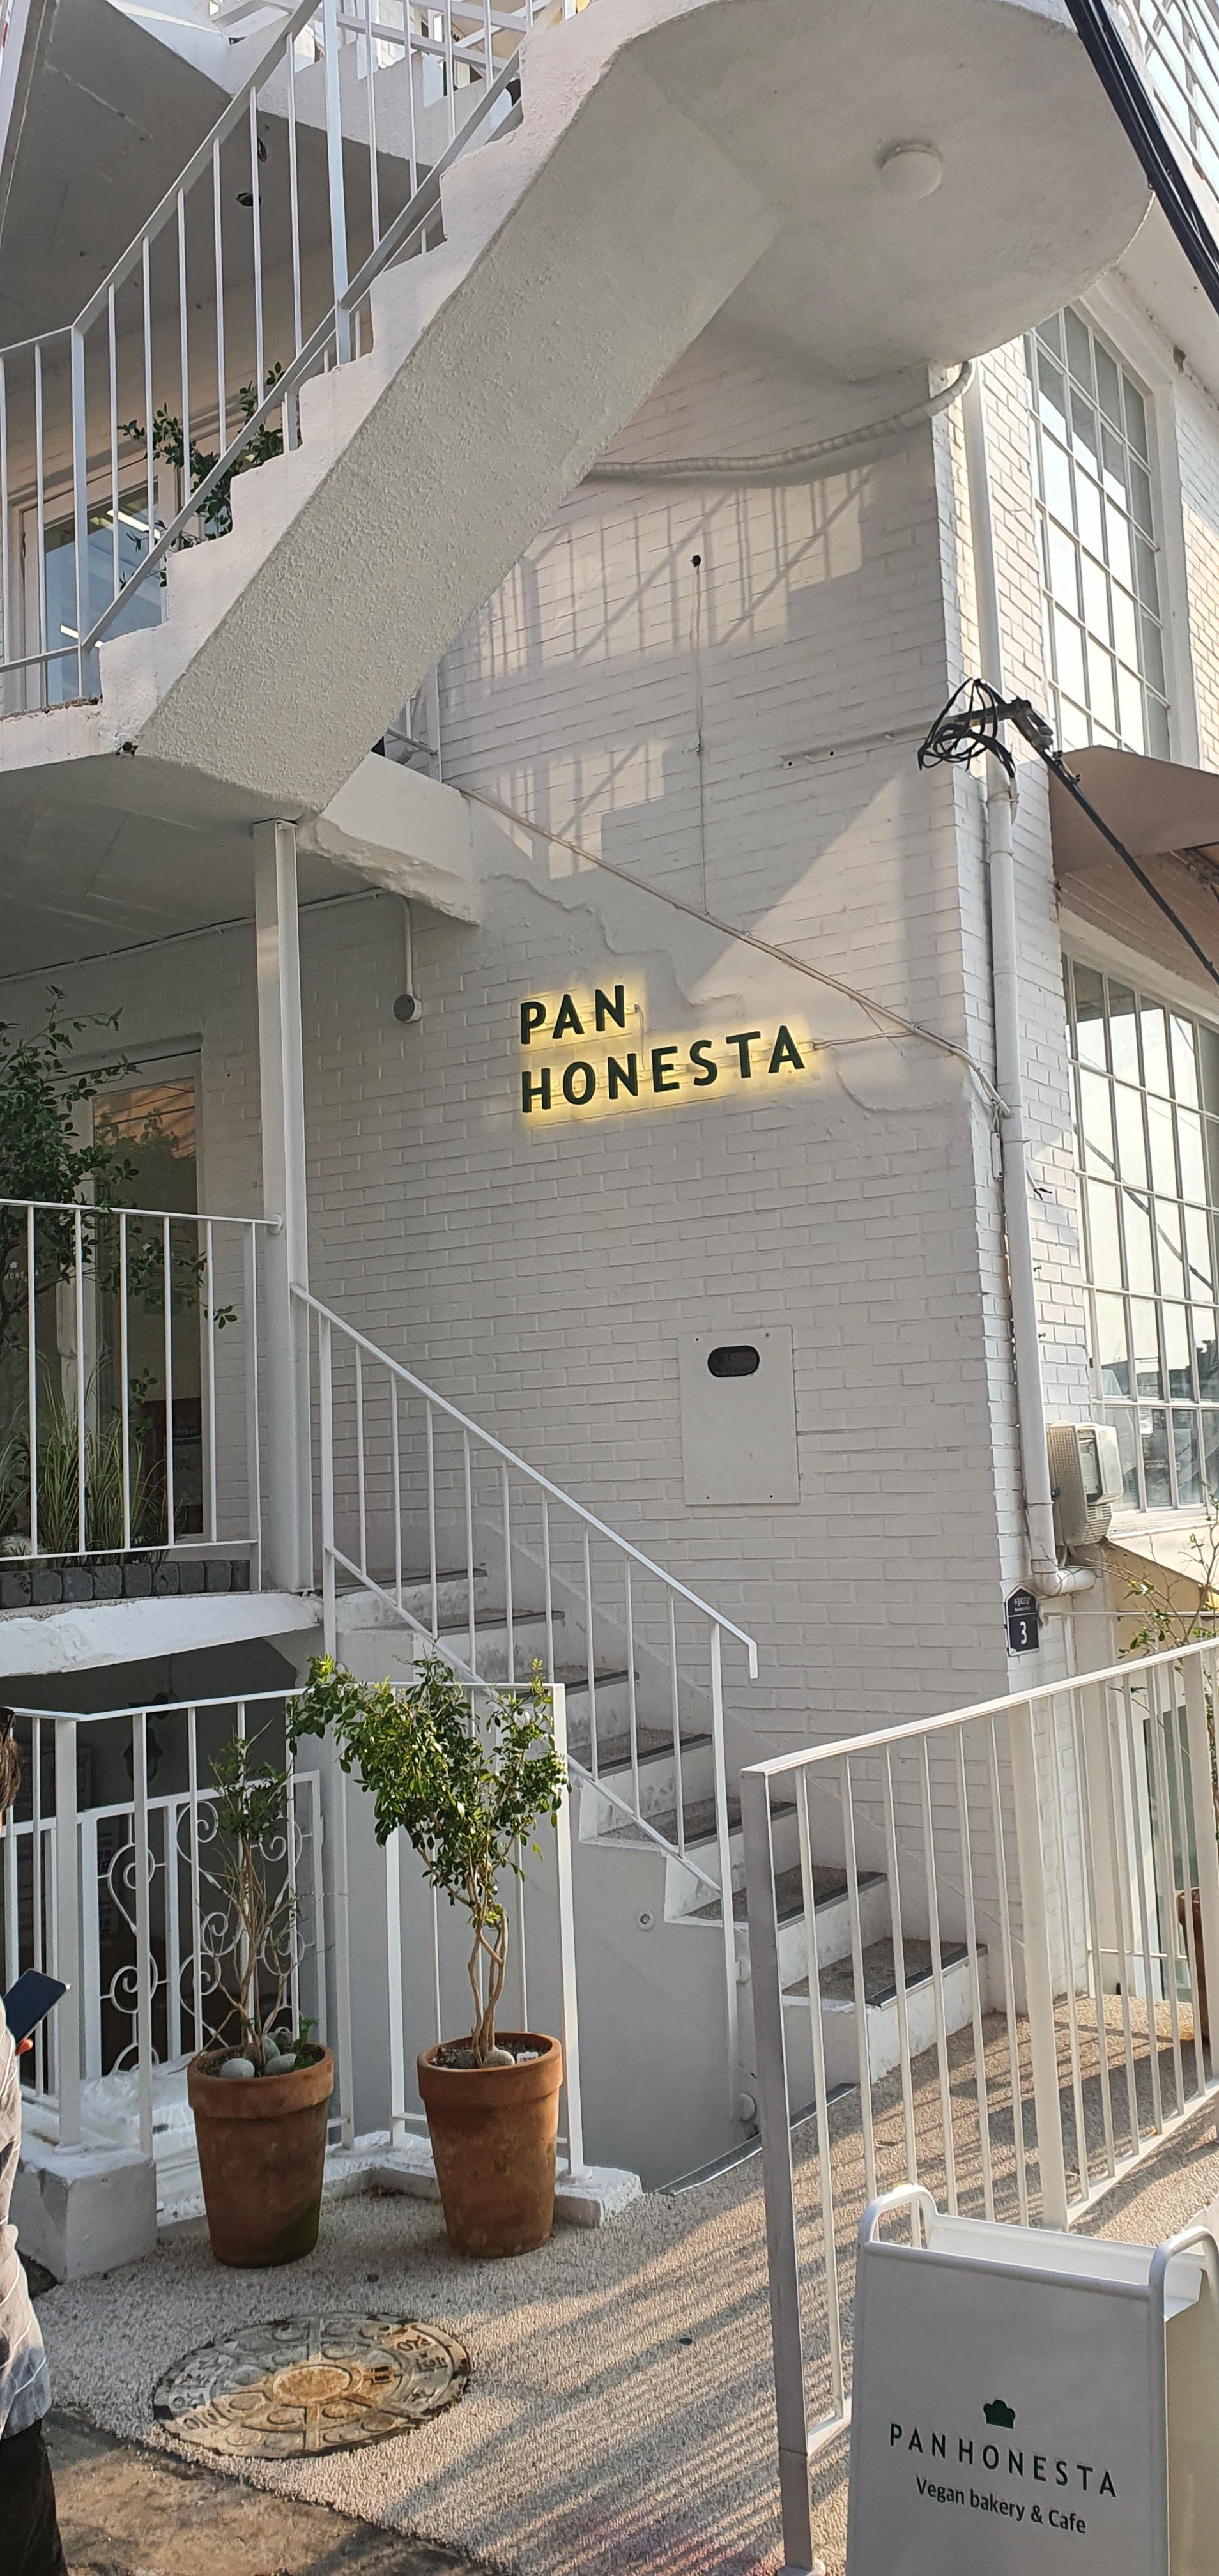 PAN
HONESTA
3
PANHONESTA
Vegan bakery & Cafe